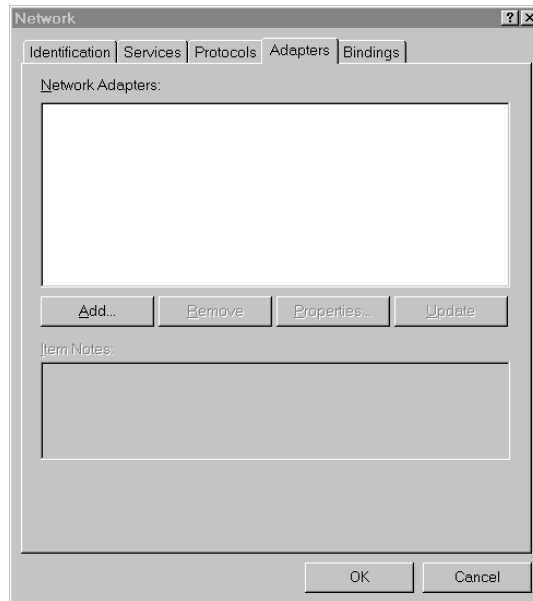 Network
Identification Services Protocols Adapters Bindings
Network Adapters:
Add... Remove Properties... Update
Item Notes:
OK Cancel